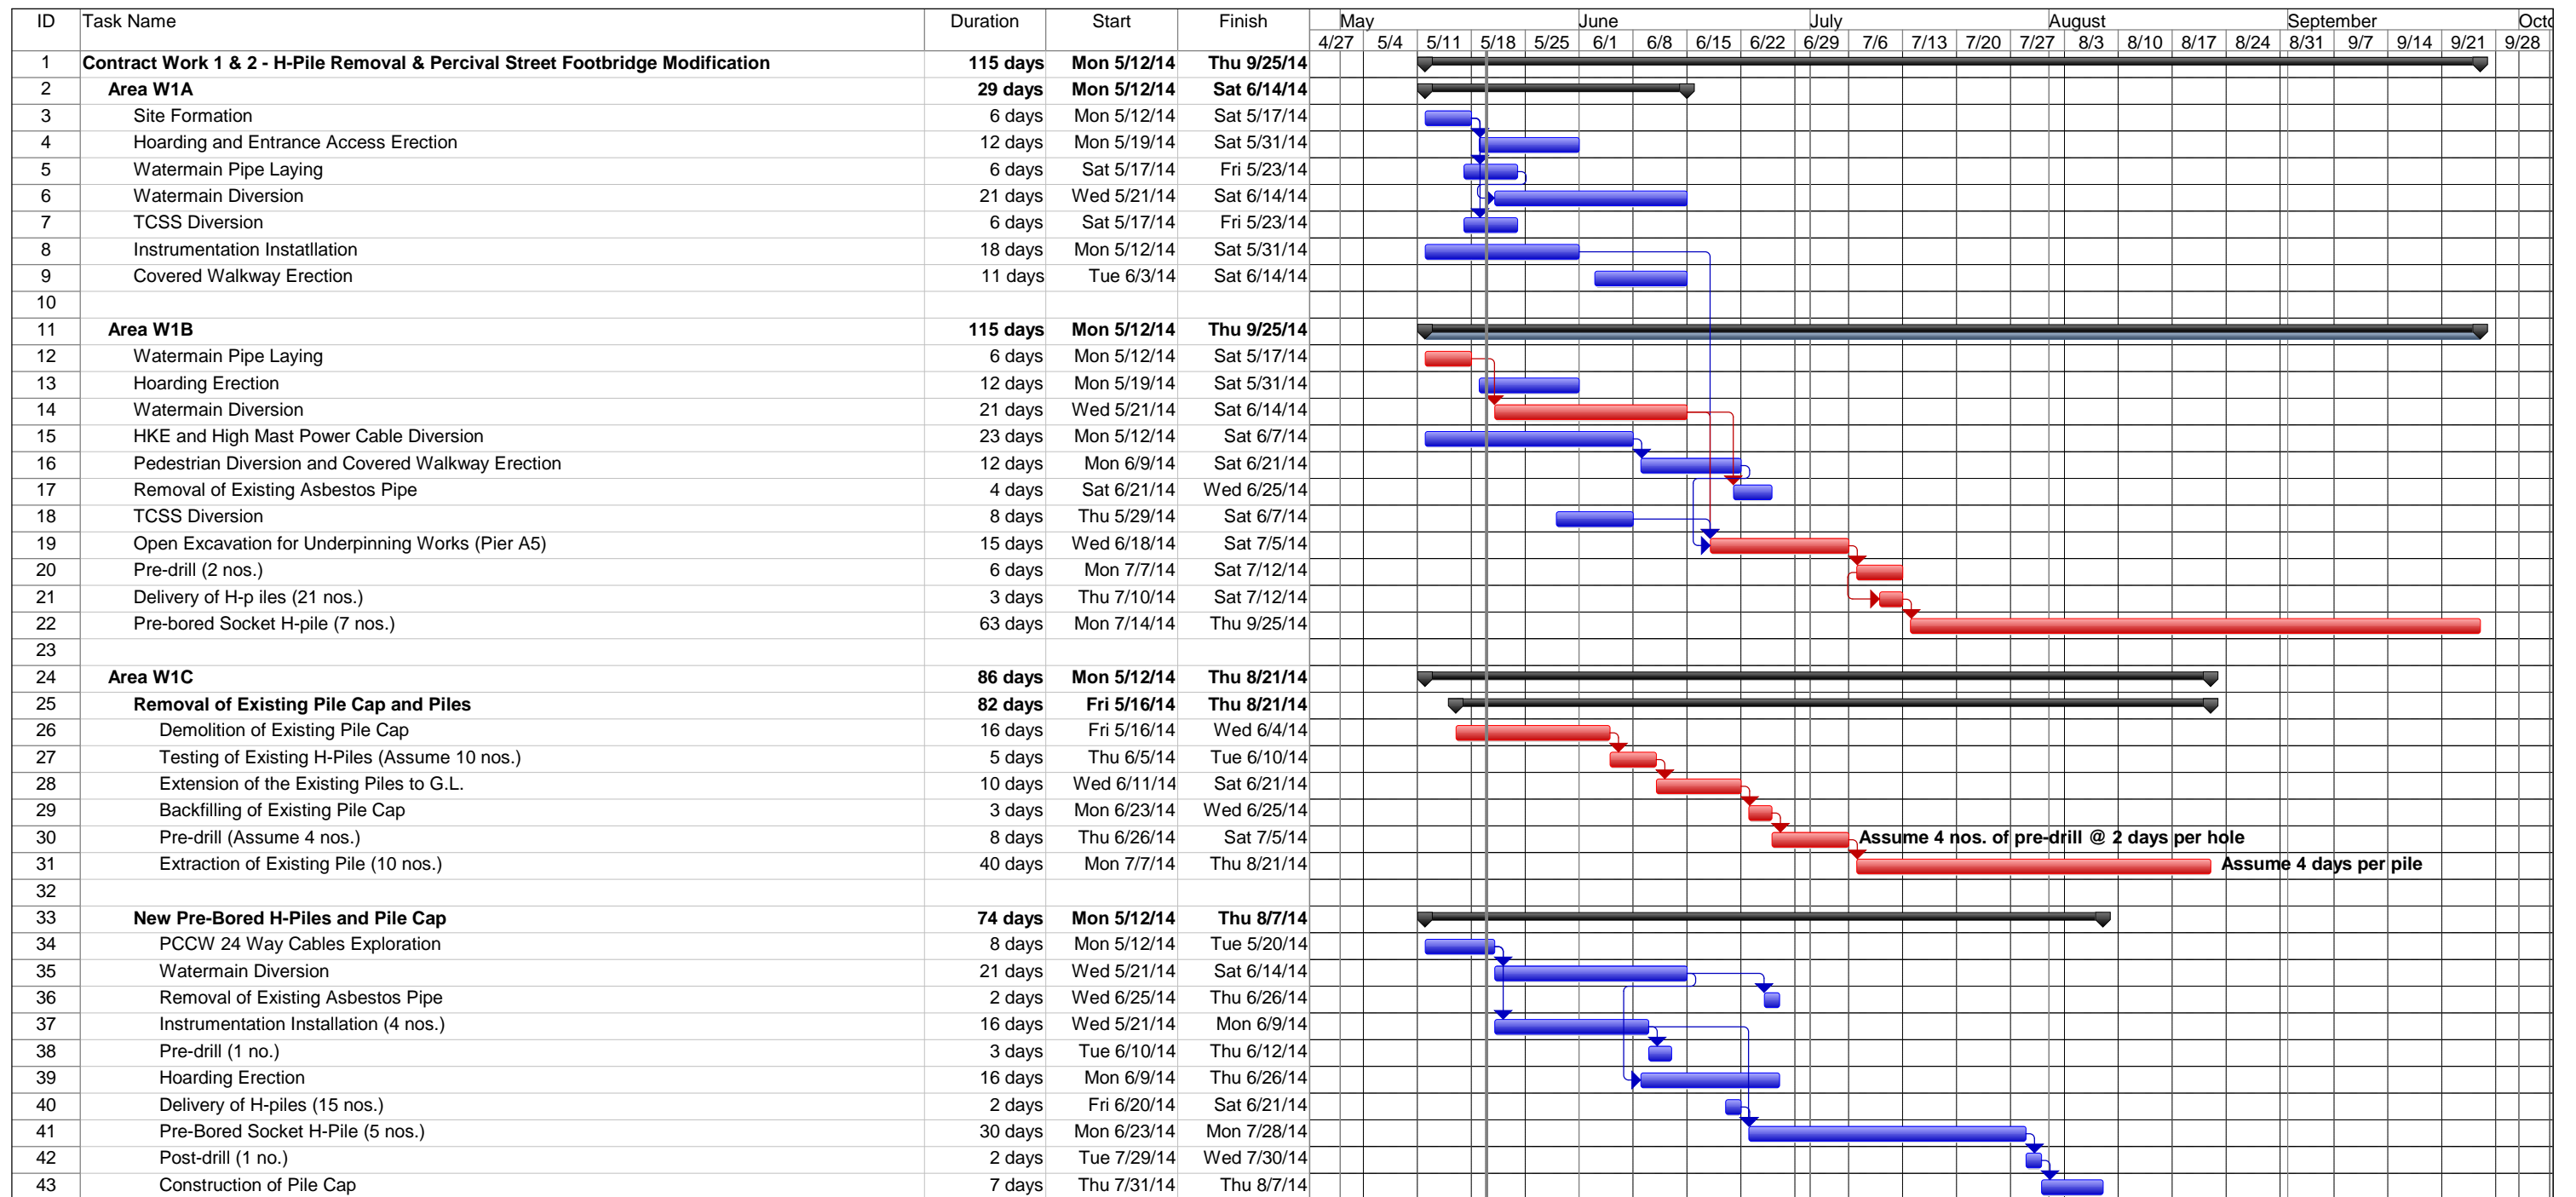 ID Task Name Duration Start Finish May June July August September Octo
4/27 5/4 5/11 5/18 5/25 6/1 6/8 6/15 6/22 6/29 7/6 7/13 7/20 7/27 8/3 8/10 8/17 8/24 8/31 9/7 9/14 9/21 9/28
1 Contract Work 1 & 2 - H-Pile Removal & Percival Street Footbridge Modification 115 days Mon 5/12/14 Thu 9/25/14
2 Area W1A 29 days Mon 5/12/14 Sat 6/14/14
3 Site Formation 6 days Mon 5/12/14 Sat 5/17/14
4 Hoarding and Entrance Access Erection 12 days Mon 5/19/14 Sat 5/31/14
5 Watermain Pipe Laying 6 days Sat 5/17/14 Fri 5/23/14
6 Watermain Diversion 21 days Wed 5/21/14 Sat 6/14/14
7 TCSS Diversion 6 days Sat 5/17/14 Fri 5/23/14
8 Instrumentation Instatllation 18 days Mon 5/12/14 Sat 5/31/14
9 Covered Walkway Erection 11 days Tue 6/3/14 Sat 6/14/14
10
11 Area W1B 115 days Mon 5/12/14 Thu 9/25/14
12 Watermain Pipe Laying 6 days Mon 5/12/14 Sat 5/17/14
13 Hoarding Erection 12 days Mon 5/19/14 Sat 5/31/14
14 Watermain Diversion 21 days Wed 5/21/14 Sat 6/14/14
15 HKE and High Mast Power Cable Diversion 23 days Mon 5/12/14 Sat 6/7/14
16 Pedestrian Diversion and Covered Walkway Erection 12 days Mon 6/9/14 Sat 6/21/14
17 Removal of Existing Asbestos Pipe 4 days Sat 6/21/14 Wed 6/25/14
18 TCSS Diversion 8 days Thu 5/29/14 Sat 6/7/14
19 Open Excavation for Underpinning Works (Pier A5) 15 days Wed 6/18/14 Sat 7/5/14
20 Pre-drill (2 nos.) 6 days Mon 7/7/14 Sat 7/12/14
21 Delivery of H-p iles (21 nos.) 3 days Thu 7/10/14 Sat 7/12/14
22 Pre-bored Socket H-pile (7 nos.) 63 days Mon 7/14/14 Thu 9/25/14
23
24 Area W1C 86 days Mon 5/12/14 Thu 8/21/14
25 Removal of Existing Pile Cap and Piles 82 days Fri 5/16/14 Thu 8/21/14
26 Demolition of Existing Pile Cap 16 days Fri 5/16/14 Wed 6/4/14
27 Testing of Existing H-Piles (Assume 10 nos.) 5 days Thu 6/5/14 Tue 6/10/14
28 Extension of the Existing Piles to G.L. 10 days Wed 6/11/14 Sat 6/21/14
29 Backfilling of Existing Pile Cap 3 days Mon 6/23/14 Wed 6/25/14
30 Pre-drill (Assume 4 nos.) 8 days Thu 6/26/14 Sat 7/5/14 Assume 4 nos. of pre-drill @ 2 days per hole
31 Extraction of Existing Pile (10 nos.) 40 days Mon 7/7/14 Thu 8/21/14 Assume 4 days per pile
32
33 New Pre-Bored H-Piles and Pile Cap 74 days Mon 5/12/14 Thu 8/7/14
34 PCCW 24 Way Cables Exploration 8 days Mon 5/12/14 Tue 5/20/14
35 Watermain Diversion 21 days Wed 5/21/14 Sat 6/14/14
36 Removal of Existing Asbestos Pipe 2 days Wed 6/25/14 Thu 6/26/14
37 Instrumentation Installation (4 nos.) 16 days Wed 5/21/14 Mon 6/9/14
38 Pre-drill (1 no.) 3 days Tue 6/10/14 Thu 6/12/14
39 Hoarding Erection 16 days Mon 6/9/14 Thu 6/26/14
40 Delivery of H-piles (15 nos.) 2 days Fri 6/20/14 Sat 6/21/14
41 Pre-Bored Socket H-Pile (5 nos.) 30 days Mon 6/23/14 Mon 7/28/14
42 Post-drill (1 no.) 2 days Tue 7/29/14 Wed 7/30/14
43 Construction of Pile Cap 7 days Thu 7/31/14 Thu 8/7/14